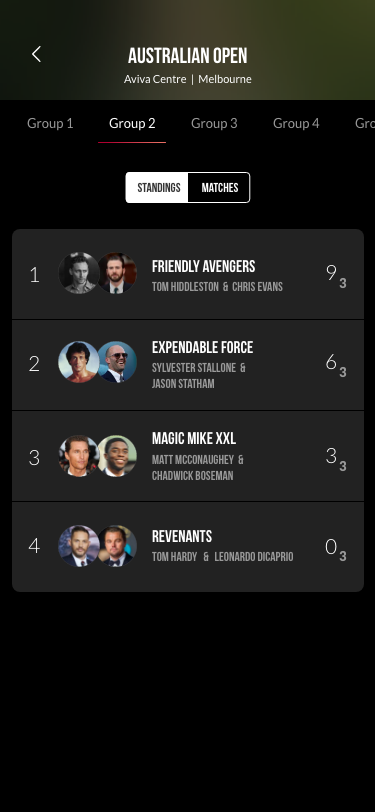 AUSTRALIAN OPEN
Aviva Centre | Melbourne
Group 1 Group 2 Group 3 Group 4 Gro
STANDINGS MATCHES
1 FRIENDLY AVENGERS 9 3
TOM HIDDLESTON & CHRIS EVANS
2 EXPENDABLE FORCE 6 3
SYLVESTER STALLONE &
JASON STATHAM
3 MAGIC MIKE XXL 3 3
MATT MCCONAUGHEY &
CHADWICK BOSEMAN
4 REVENANTS 0 3
TOM HARDY & LEONARDO DICAPRIO